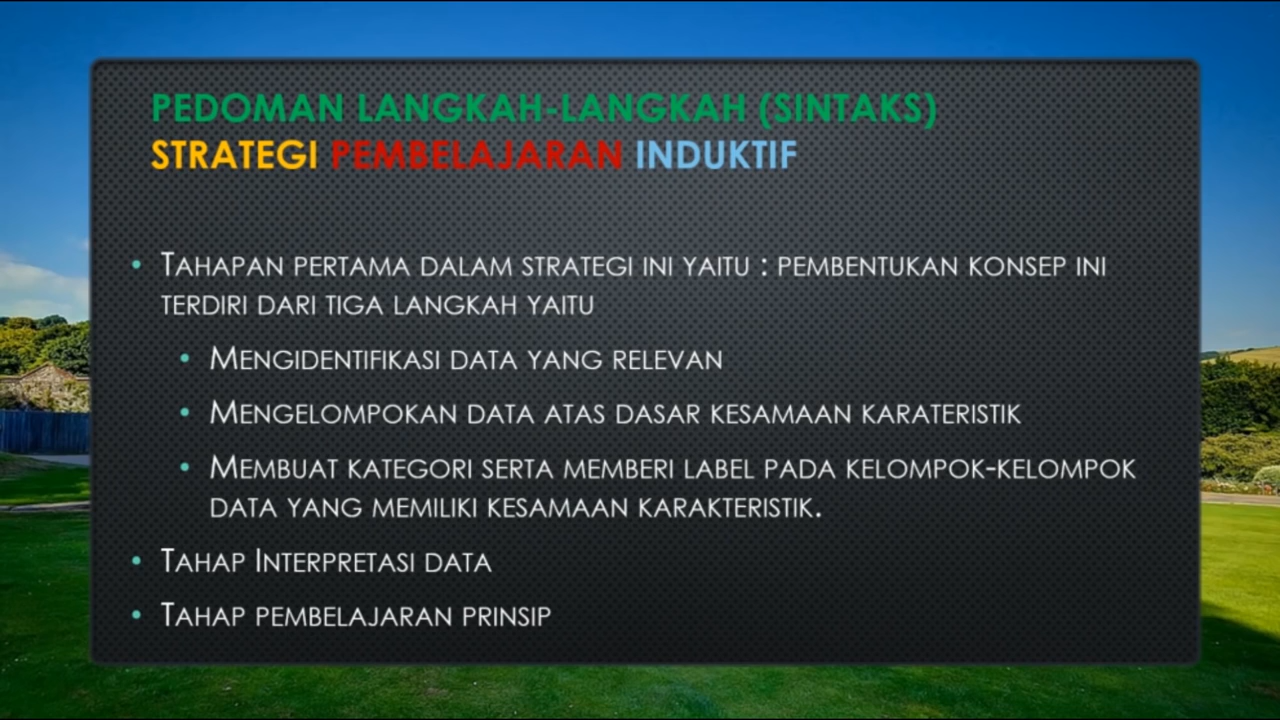 PEDOMAN LANGKAH-LANGKAH (SINTAKS)
STRATEGI PEMBELAJARAN INDUKTIF
• TAHAPAN PERTAMA DALAM STRATEGI INI YAITU : PEMBENTUKAN KONSEP INI
TERDIRI DARI TIGA LANGKAH YAITU
• MENGIDENTIFIKASI DATA YANG RELEVAN
• MENGELOMPOKAN DATA ATAS DASAR KESAMAAN KARATERISTIK
• MEMBUAT KATEGORI SERTA MEMBERI LABEL PADA KELOMPOK-KELOMPOK
DATA YANG MEMILIKI KESAMAAN KARAKTERISTIK.
• TAHAP INTERPRETASI DATA
• TAHAP PEMBELAJARAN PRINSIP